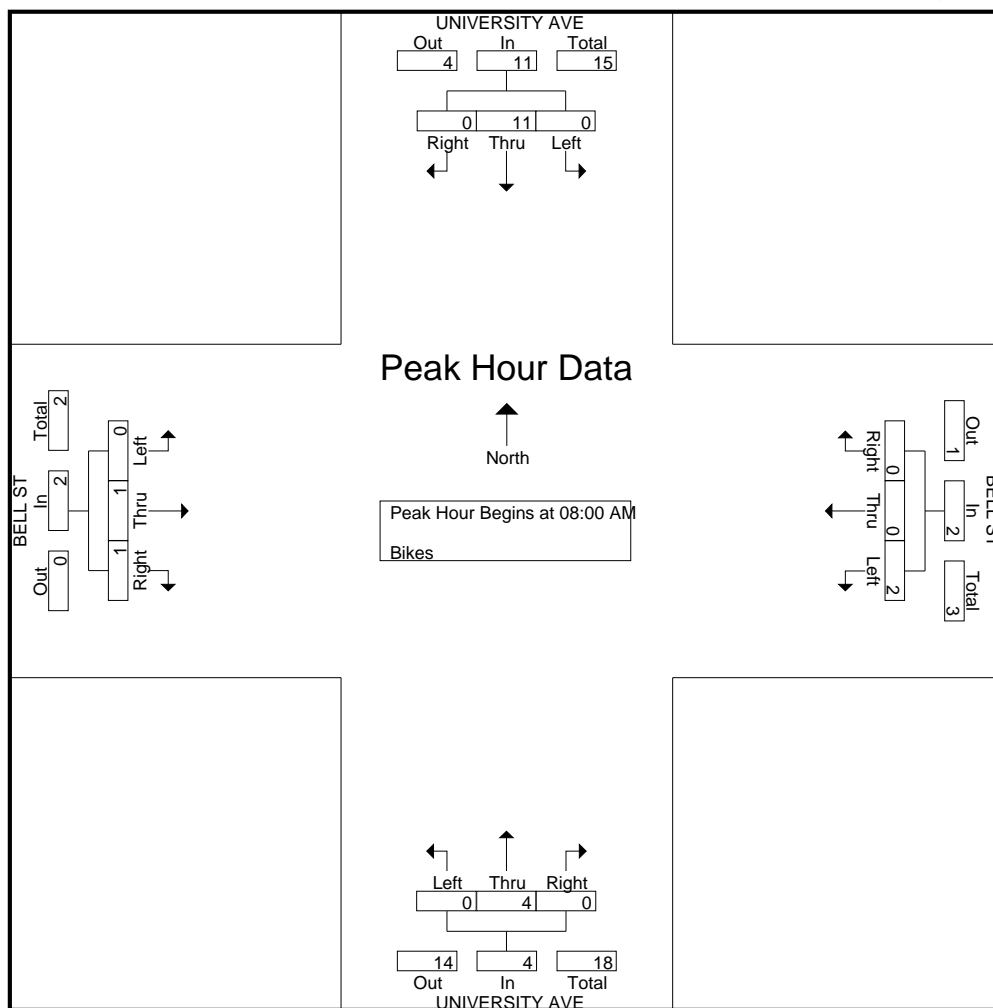 UNIVERSITY AVE
Out In Total
4 11 15
0 11 0
Right Thru Left
Peak Hour Data
North
Peak Hour Begins at 08:00 AM
Bikes
BELL ST
Out In Total
0 2 2
1 1 0
Right Thru Left
BELL ST
Out In Total
1 2 3
Right Thru Left
0 0 2
Left Thru Right
0 4 0
14 4 18
Out In Total
UNIVERSITY AVE